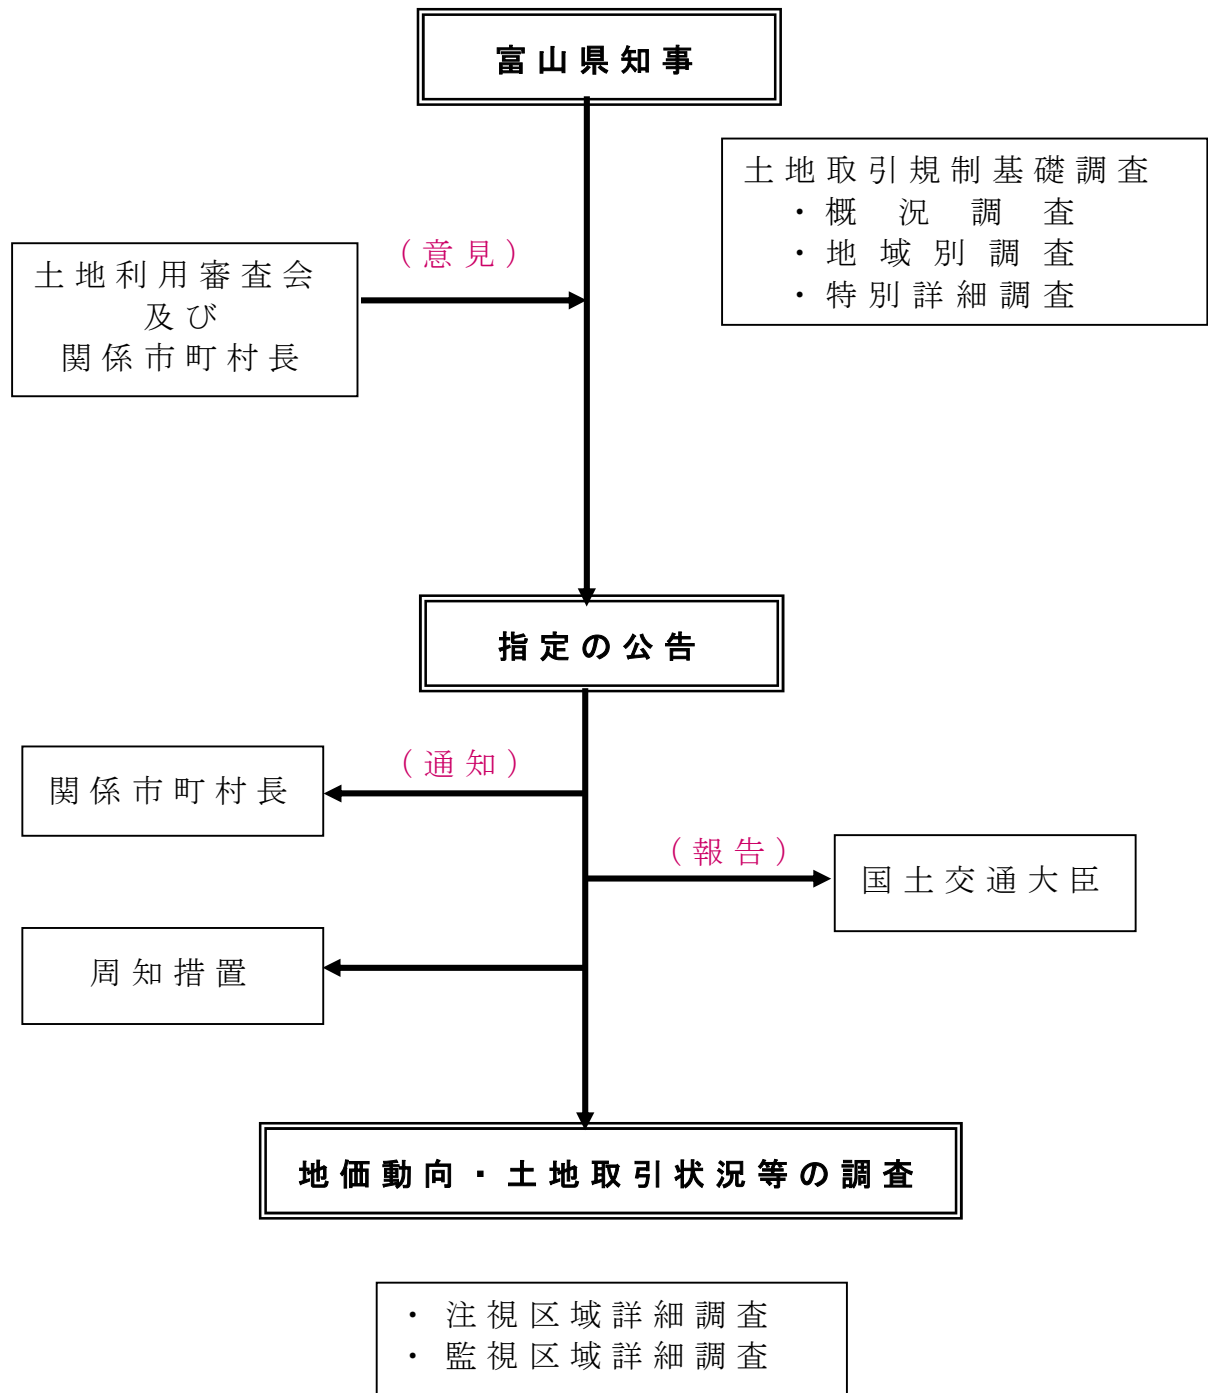 富山県知事
土地取引規制基礎調査
・概況調査
・地域別調査
・特別詳細調査
（意見）
土地利用審査会
及び
関係市町村長
指定の公告
（通知）
関係市町村長
（報告）
国土交通大臣
周知措置
地価動向・土地取引状況等の調査
・ 注視区域詳細調査
・ 監視区域詳細調査